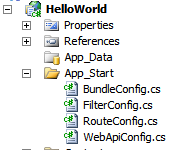 HelloWorld
Properties
References
App_Data
App_Start
BundleConfig.cs
FilterConfig.cs
RouteConfig.cs
WebApiConfig.cs